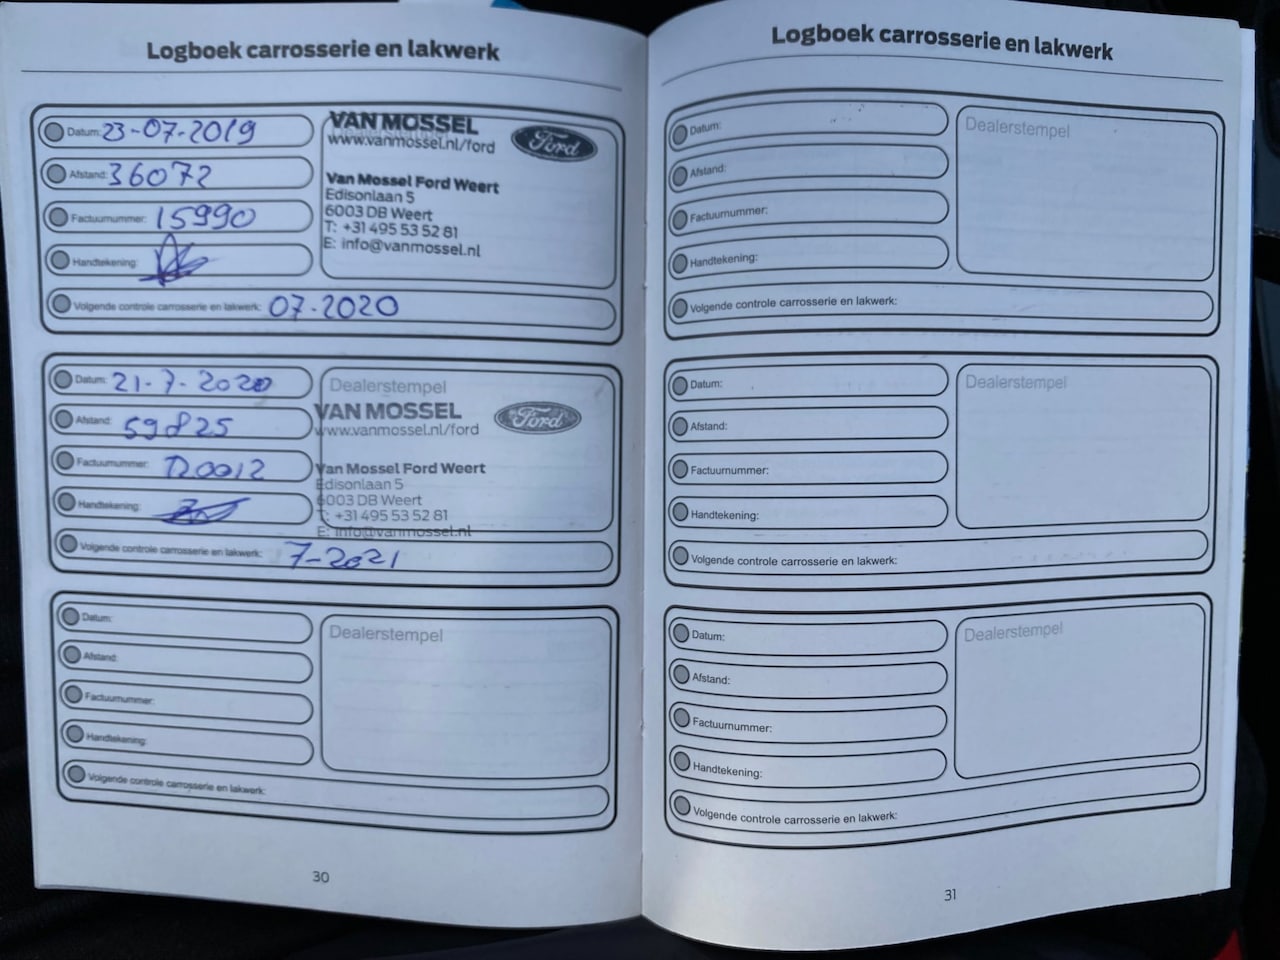 Logboek carrosserie en lakwerk
Datum: 23-07-2019
Afstand: 36072
Factuurnummer: 15990
Handtekening:
Volgende controle carrosserie en lakwerk: 07-2020
Dealerstempel
VAN MOSSEL
www.vanmossel.nl/ford
Ford
Van Mossel Ford Weert
Edisonlaan 5
6003 DB Weert
T: +31 495 53 52 81
E: info@vanmossel.nl
Datum: 21-7-2020
Afstand: 59825
Factuurnummer:
Handtekening:
Volgende controle carrosserie en lakwerk: 7-2021
Dealerstempel
VAN MOSSEL
www.vanmossel.nl/ford
Ford
Van Mossel Ford Weert
Edisonlaan 5
6003 DB Weert
T: +31 495 53 52 81
E: info@vanmossel.nl
Datum:
Afstand:
Factuurnummer:
Handtekening:
Volgende controle carrosserie en lakwerk:
Dealerstempel
30
Logboek carrosserie en lakwerk
Datum:
Afstand:
Factuurnummer:
Handtekening:
Volgende controle carrosserie en lakwerk:
Dealerstempel
Datum:
Afstand:
Factuurnummer:
Handtekening:
Volgende controle carrosserie en lakwerk:
Dealerstempel
Datum:
Afstand:
Factuurnummer:
Handtekening:
Volgende controle carrosserie en lakwerk:
Dealerstempel
31